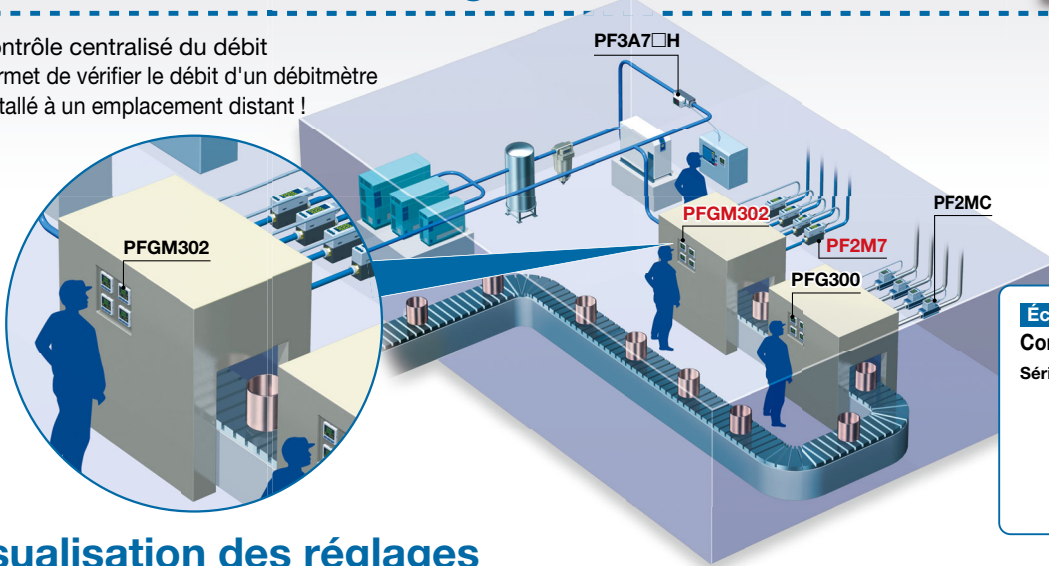 ontrôle centralisé du débit
rmet de vérifier le débit d'un débitmètre
tallé à un emplacement distant !
PF3A7□H
PFGM302
PFGM302
PF2M7
PF2MC
PFG300
Éc
Co
Séri
sualisation des réglages